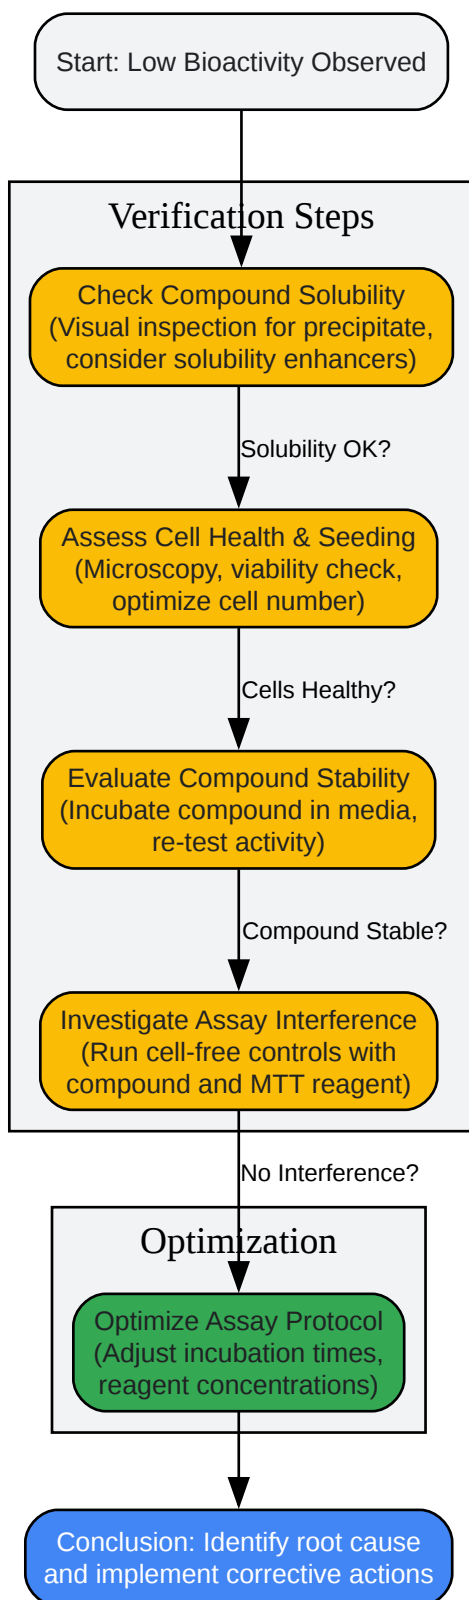 Start: Low Bioactivity Observed
Verification Steps
Check Compound Solubility
(Visual inspection for precipitate,
consider solubility enhancers)
Solubility OK?
Assess Cell Health & Seeding
(Microscopy, viability check,
optimize cell number)
Cells Healthy?
Evaluate Compound Stability
(Incubate compound in media,
re-test activity)
Compound Stable?
Investigate Assay Interference
(Run cell-free controls with
compound and MTT reagent)
No Interference?
Optimization
Optimize Assay Protocol
(Adjust incubation times,
reagent concentrations)
Conclusion: Identify root cause
and implement corrective actions